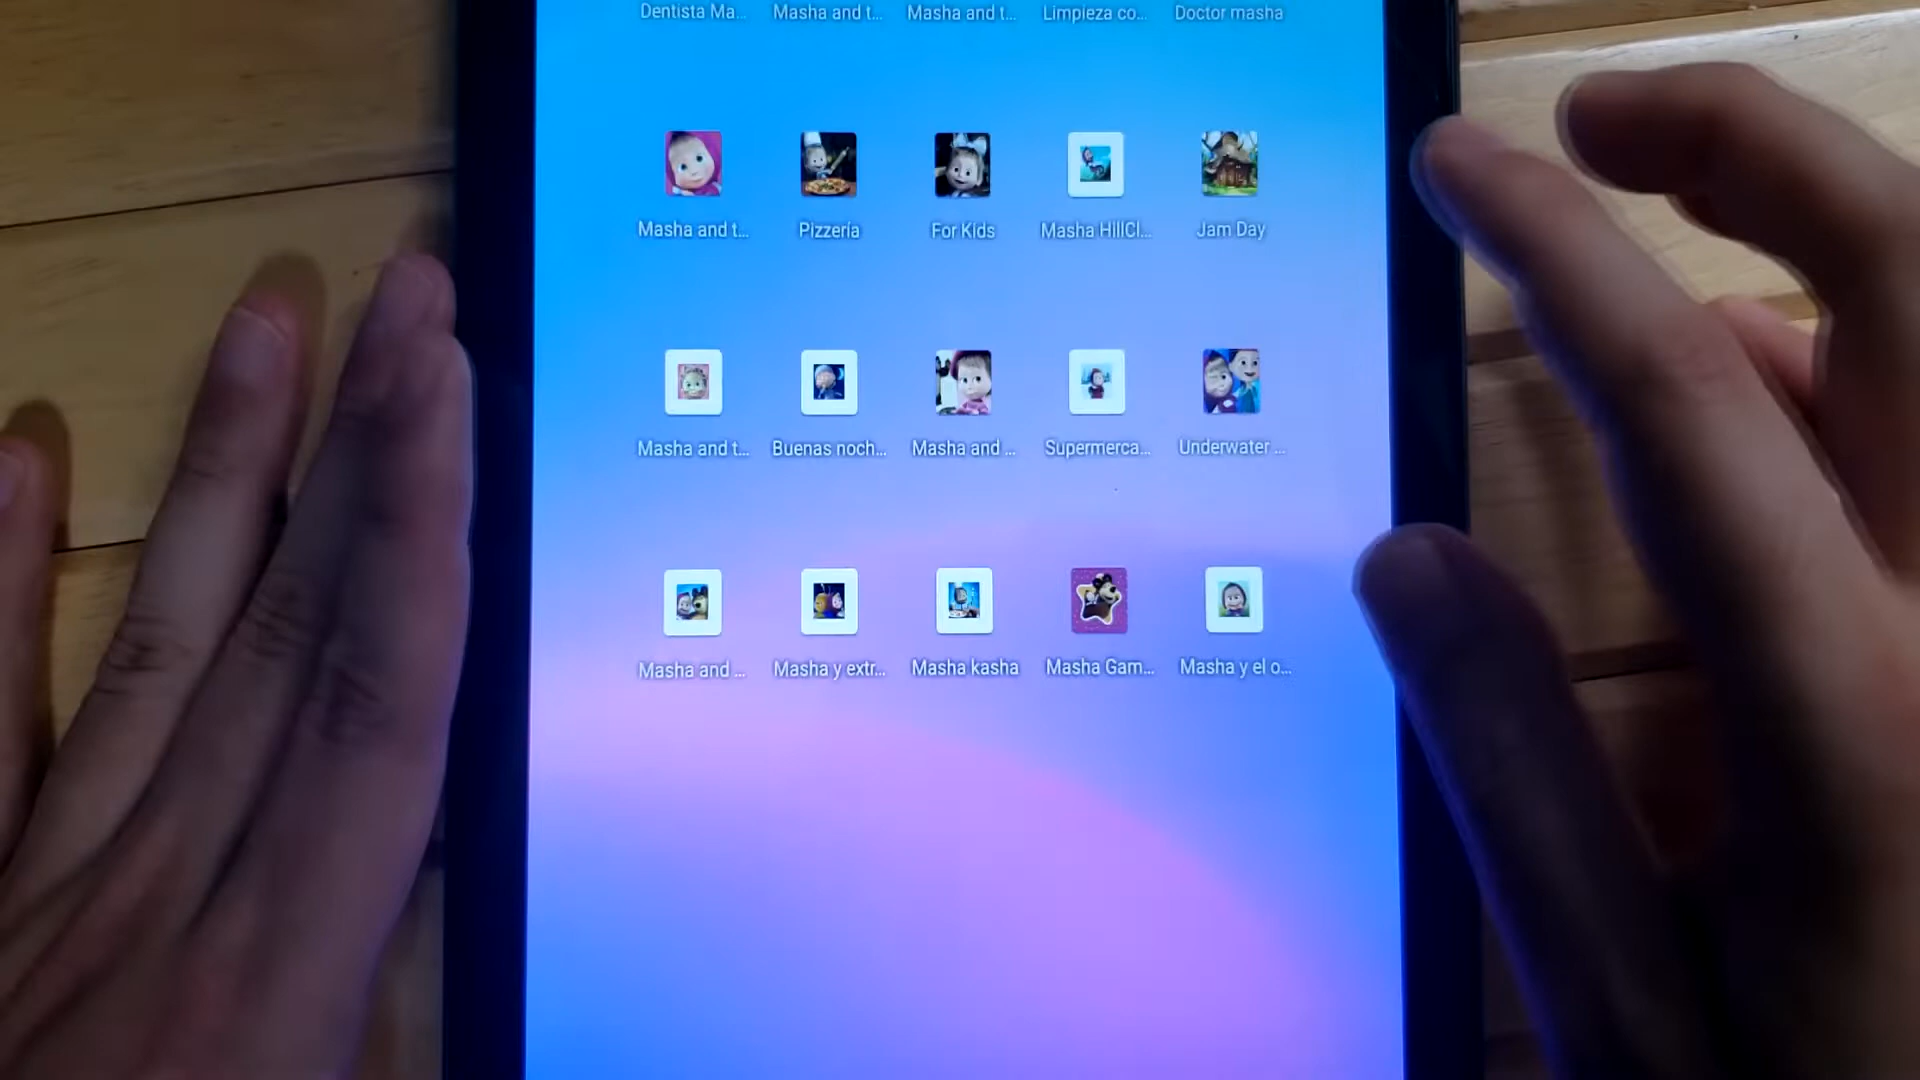 Dentista Ma...
Masha and t...
Masha and t...
Limpieza co...
Doctor masha
Masha and t...
Pizzería
For Kids
Masha HillCl...
Jam Day
Masha and t...
Buenas noch...
Masha and ...
Supermerca...
Underwater ...
Masha and ...
Masha y extr...
Masha kasha
Masha Gam...
Masha y el o...